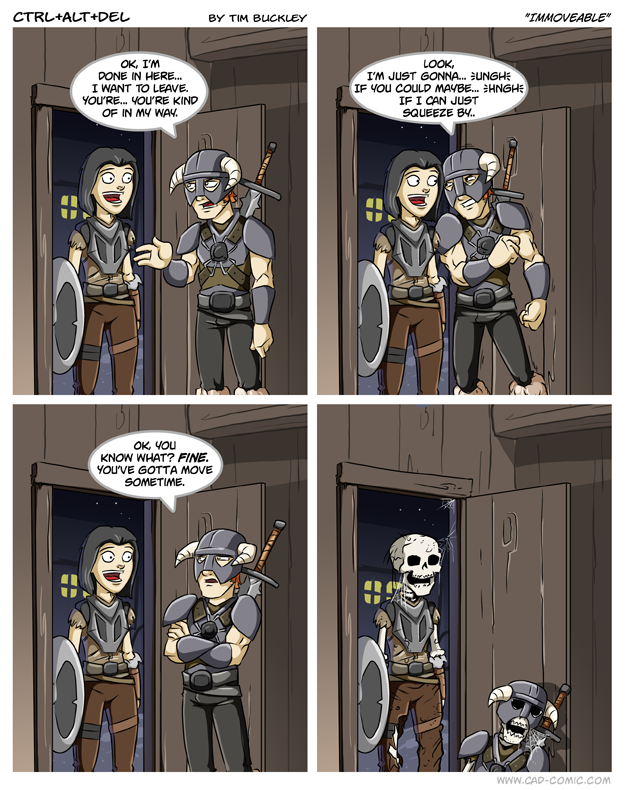 CTRL+ALT+DEL BY TIM BUCKLEY "IMMOVEABLE"
OK, I'M
DONE IN HERE...
I WANT TO LEAVE.
YOU'RE... YOU'RE KIND
OF IN MY WAY.
LOOK,
I'M JUST GONNA... >UNGH<
IF YOU COULD MAYBE... >HNGH<
IF I CAN JUST
SQUEEZE BY..
OK, YOU
KNOW WHAT? FINE.
YOU'VE GOTTA MOVE
SOMETIME.
WWW.CAD-COMIC.COM